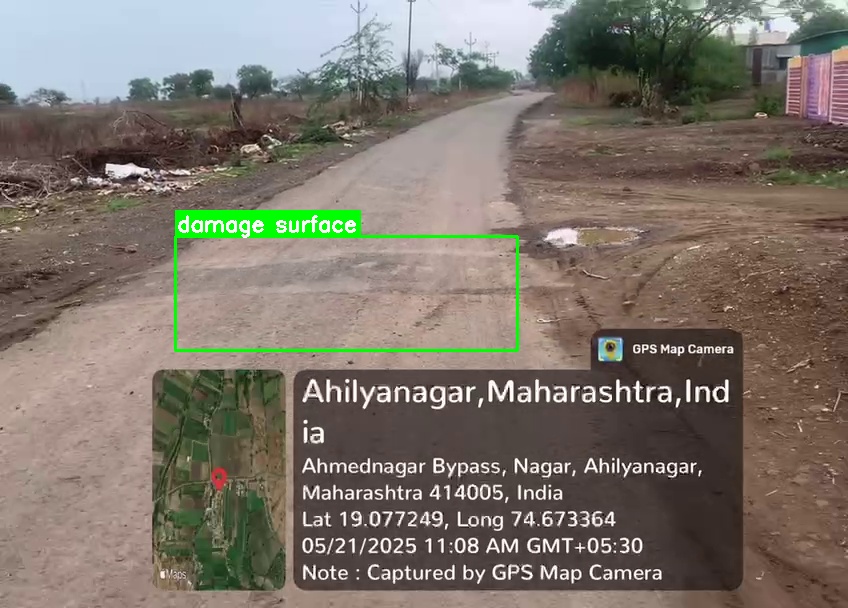 damage surface
GPS Map Camera
Ahilyanagar,Maharashtra,Ind
ia
Ahmednagar Bypass, Nagar, Ahilyanagar,
Maharashtra 414005, India
Lat 19.077249, Long 74.673364
05/21/2025 11:08 AM GMT+05:30
Note : Captured by GPS Map Camera
Maps